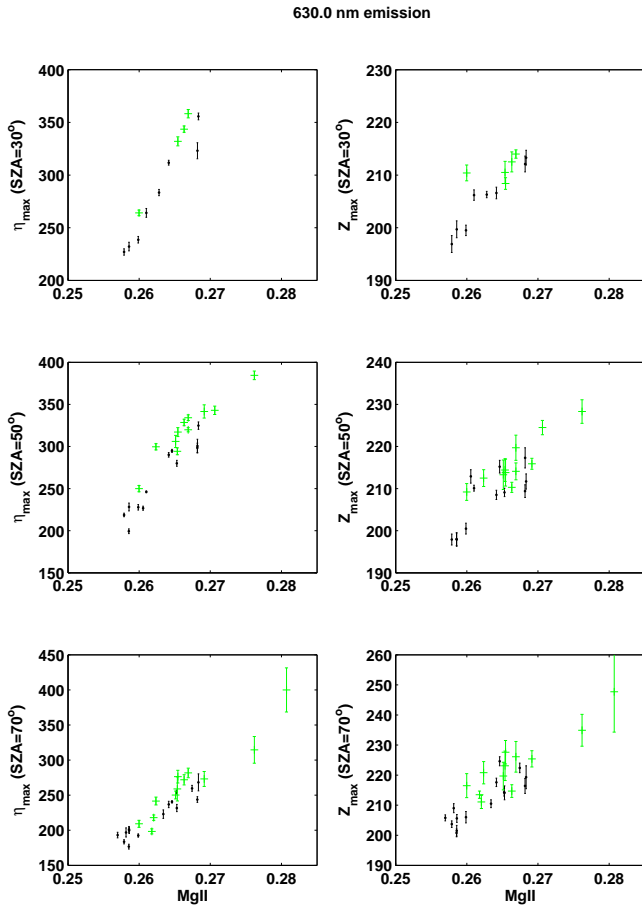 630.0 nm emission
400
350
300
250
200
0.25 0.26 0.27 0.28
η_max (SZA=30°)
230
220
210
200
190
0.25 0.26 0.27 0.28
Z_max (SZA=30°)
400
350
300
250
200
150
0.25 0.26 0.27 0.28
η_max (SZA=50°)
240
230
220
210
200
190
0.25 0.26 0.27 0.28
Z_max (SZA=50°)
450
400
350
300
250
200
150
0.25 0.26 0.27 0.28
η_max (SZA=70°)
MgII
260
250
240
230
220
210
200
190
0.25 0.26 0.27 0.28
Z_max (SZA=70°)
MgII